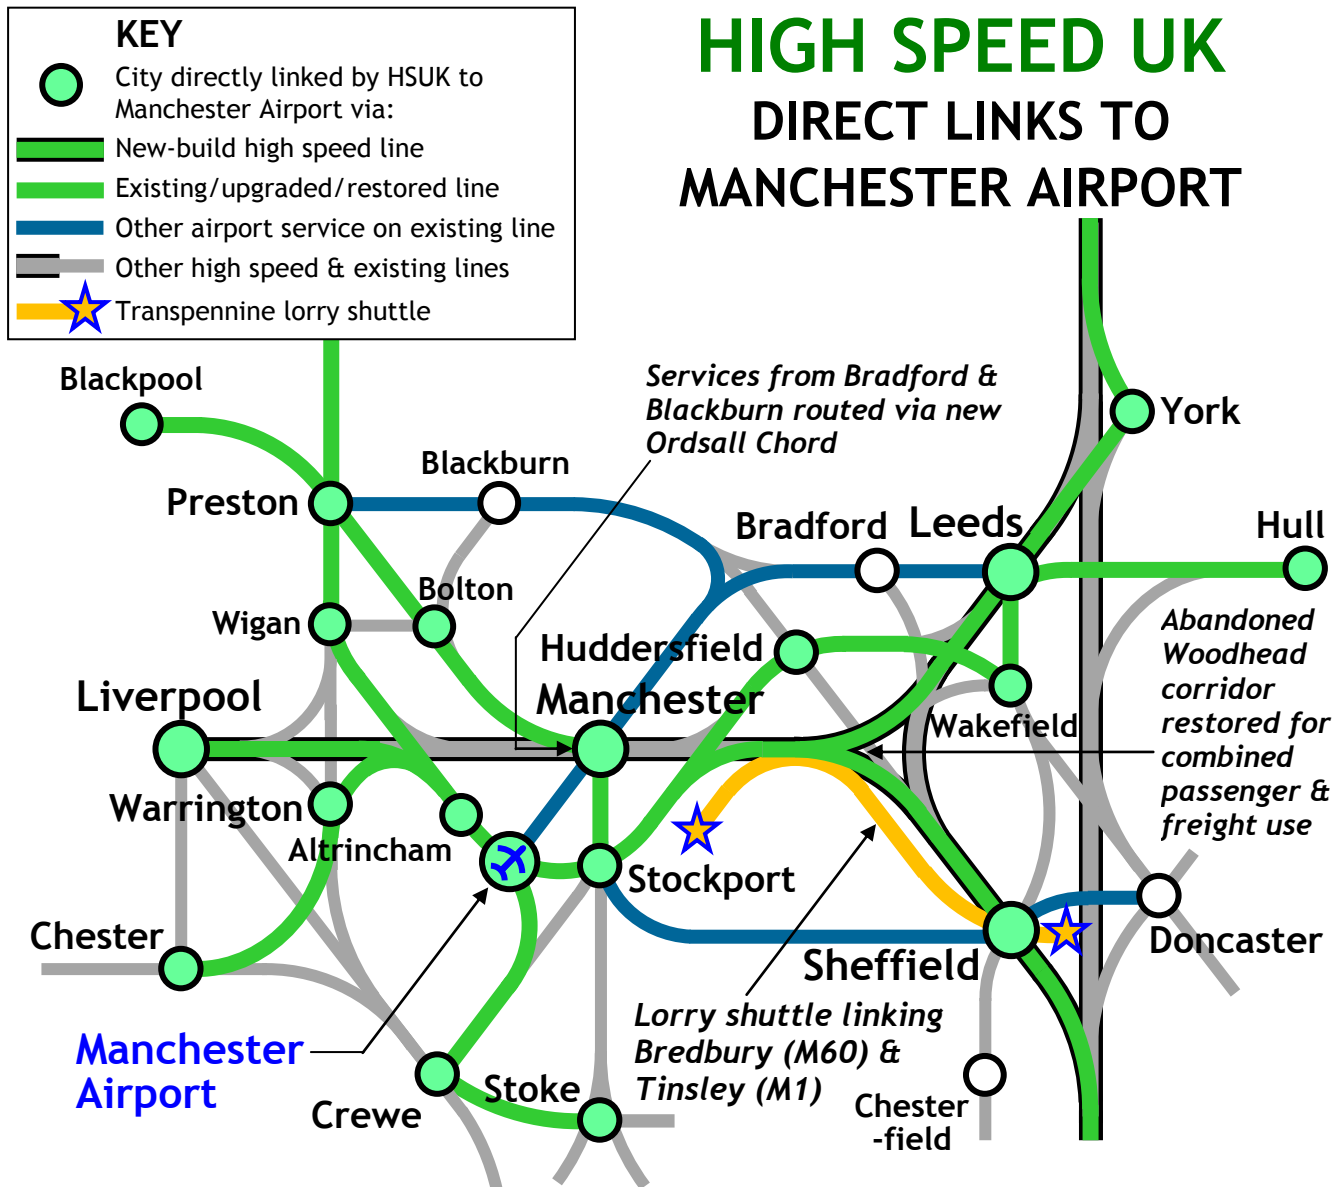 KEY
City directly linked by HSUK to
Manchester Airport via:
New-build high speed line
Existing/upgraded/restored line
Other airport service on existing line
Other high speed & existing lines
Transpennine lorry shuttle
HIGH SPEED UK
DIRECT LINKS TO
MANCHESTER AIRPORT
Blackpool
Services from Bradford &
Blackburn routed via new
Ordsall Chord
York
Blackburn
Preston
Bradford
Leeds
Hull
Bolton
Wigan
Huddersfield
Abandoned
Woodhead
corridor
restored for
combined
passenger &
freight use
Liverpool
Manchester
Wakefield
Warrington
Altrincham
Stockport
Chester
Sheffield
Doncaster
Manchester
Airport
Lorry shuttle linking
Bredbury (M60) &
Tinsley (M1)
Crewe
Stoke
Chester
-field